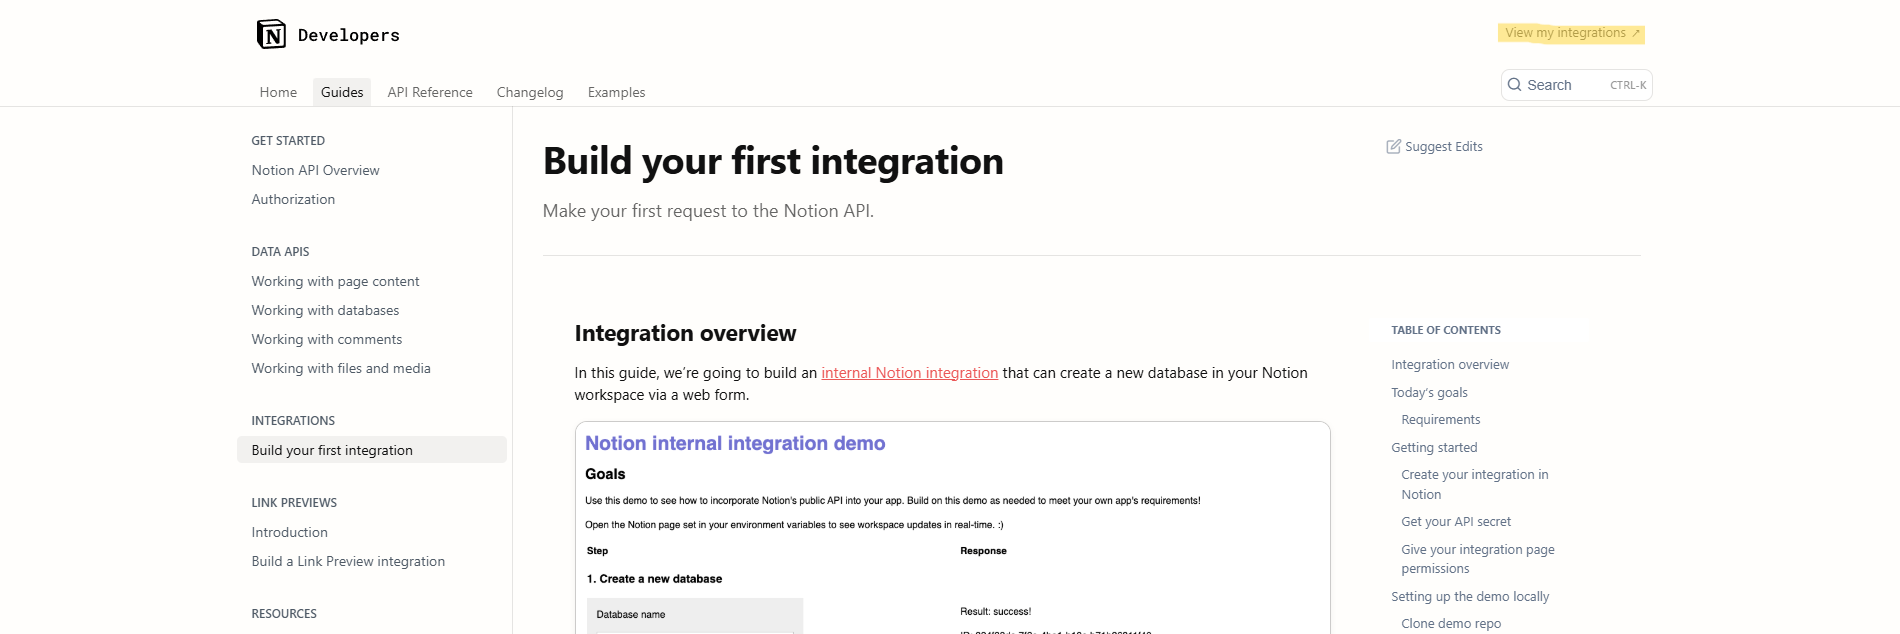 Developers
View my integrations ↗
Home
Guides
API Reference
Changelog
Examples
Search
CTRL-K
GET STARTED
Notion API Overview
Authorization
DATA APIS
Working with page content
Working with databases
Working with comments
Working with files and media
INTEGRATIONS
Build your first integration
LINK PREVIEWS
Introduction
Build a Link Preview integration
RESOURCES
Build your first integration
Make your first request to the Notion API.
Suggest Edits
Integration overview
In this guide, we’re going to build an internal Notion integration that can create a new database in your Notion
workspace via a web form.
Notion internal integration demo
Goals
Use this demo to see how to incorporate Notion's public API into your app. Build on this demo as needed to meet your own app's requirements!
Open the Notion page set in your environment variables to see workspace updates in real-time. :)
Step
Response
1. Create a new database
Database name
Result: success!
TABLE OF CONTENTS
Integration overview
Today’s goals
Requirements
Getting started
Create your integration in
Notion
Get your API secret
Give your integration page
permissions
Setting up the demo locally
Clone demo repo